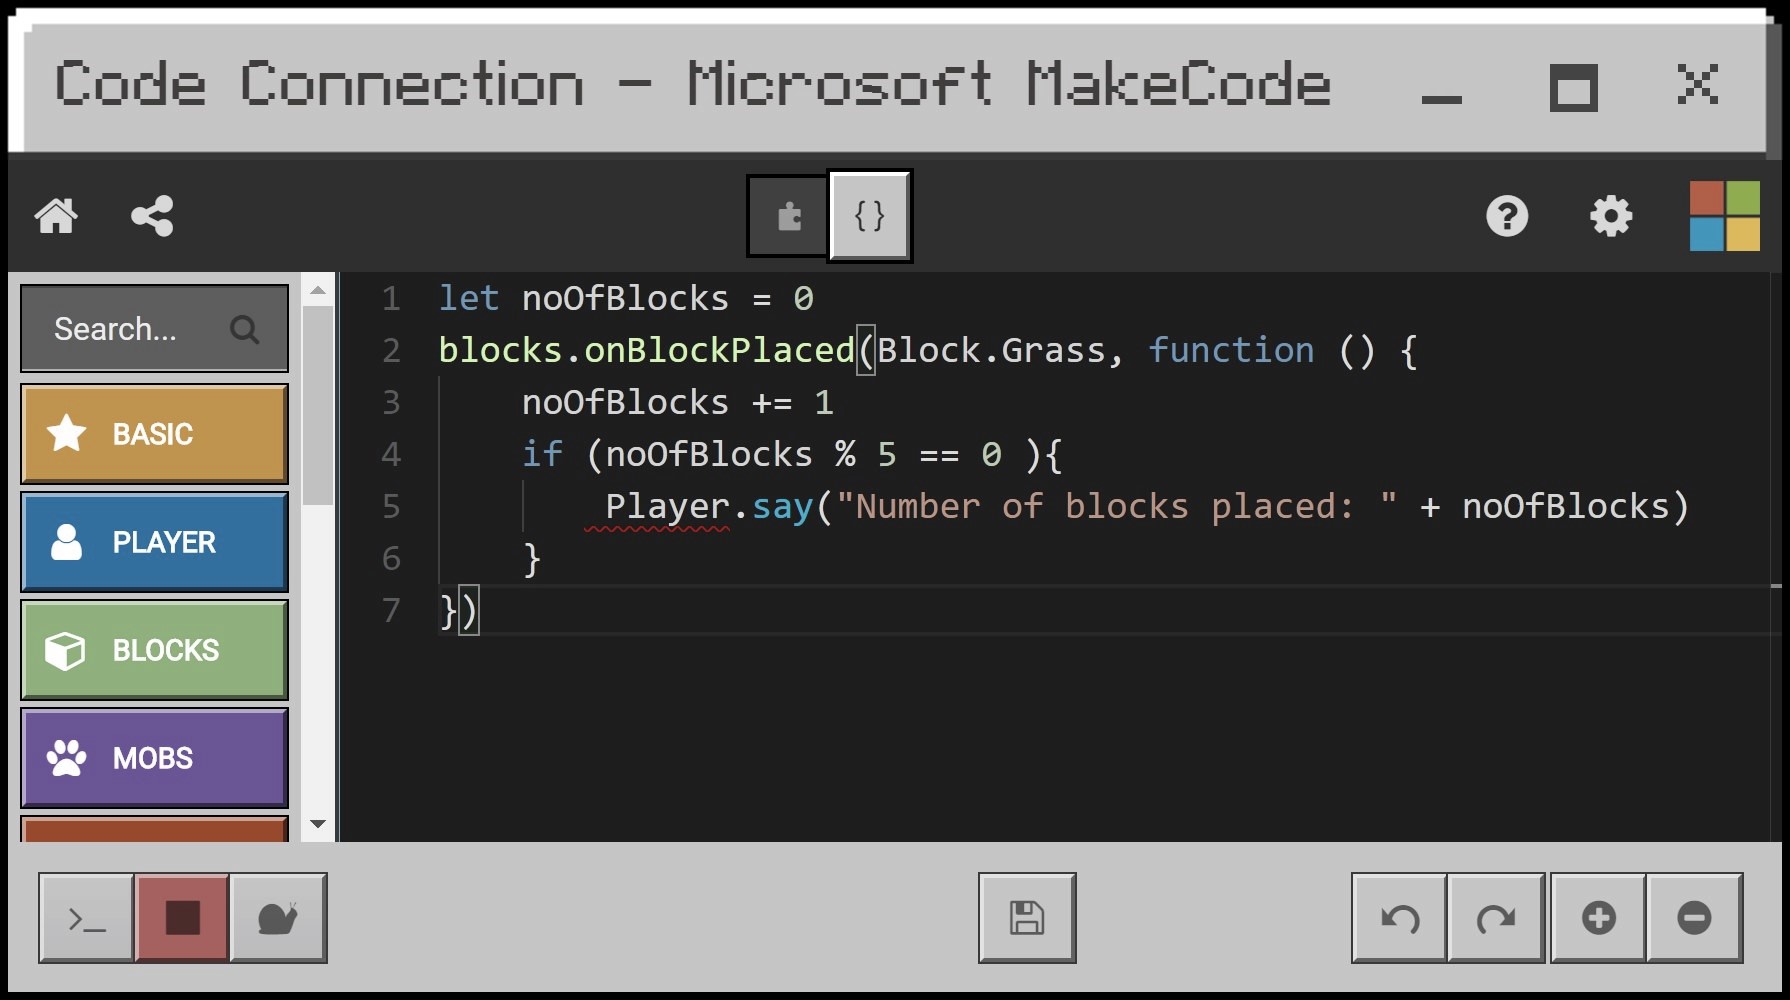 Code Connection - Microsoft MakeCode
{}
Search...
BASIC
PLAYER
BLOCKS
MOBS
1 let noOfBlocks = 0
2 blocks.onBlockPlaced(Block.Grass, function () {
3     noOfBlocks += 1
4     if (noOfBlocks % 5 == 0 ){
5         Player.say("Number of blocks placed: " + noOfBlocks)
6     }
7 })